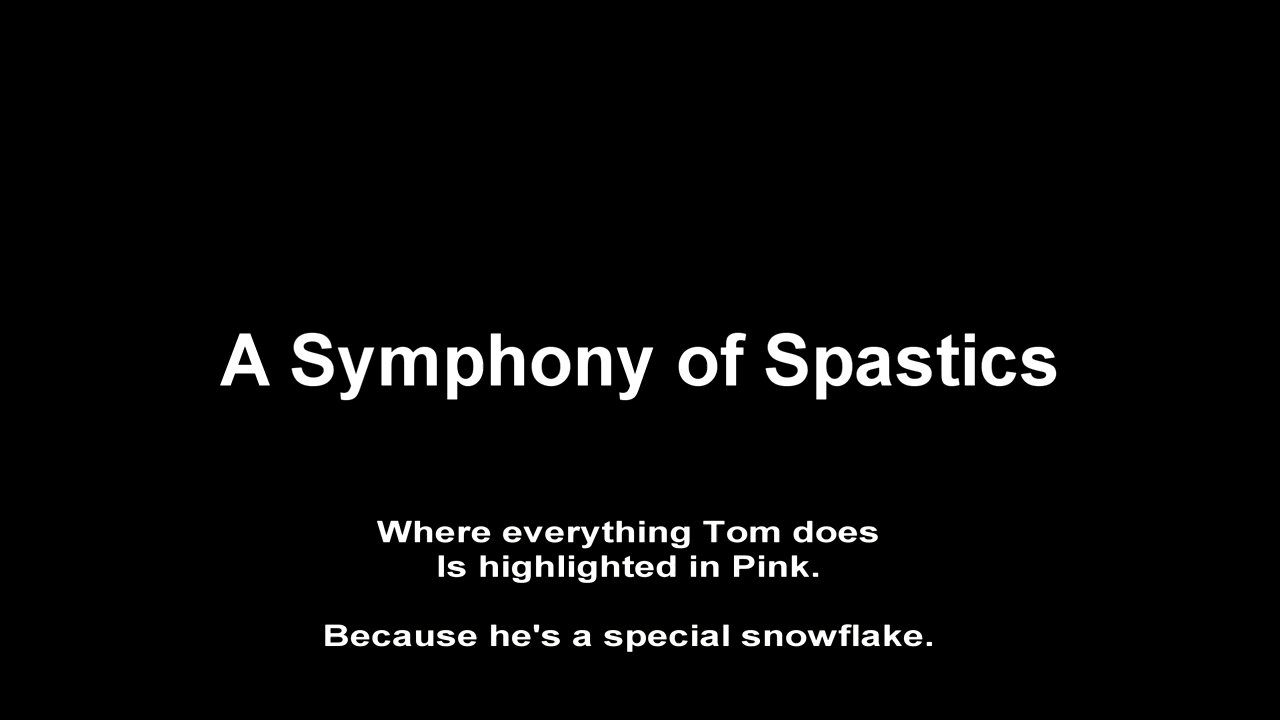 A Symphony of Spastics
Where everything Tom does
Is highlighted in Pink.
Because he's a special snowflake.